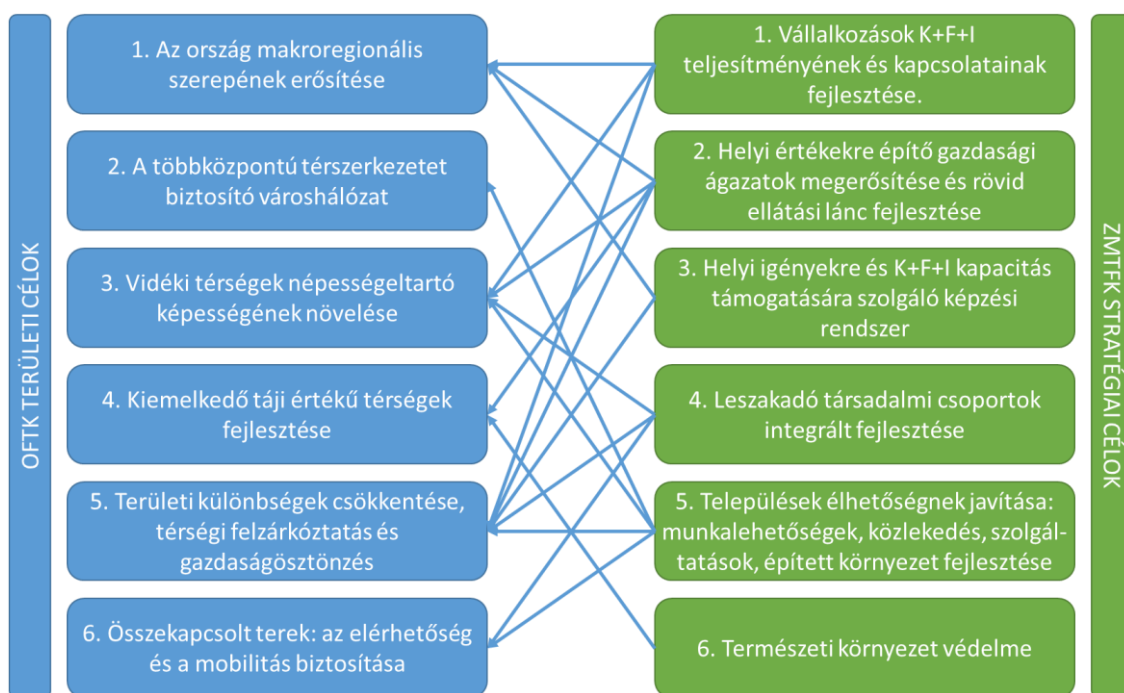 OFTK TERÜLETI CÉLOK
1. Az ország makroregionális
szerepének erősítése
2. A többközpontú térszerkezetet
biztosító városhálózat
3. Vidéki térségek népességeltartó
képességének növelése
4. Kiemelkedő táji értékű térségek
fejlesztése
5. Területi különbségek csökkentése,
térségi felzárkóztatás és
gazdaságösztönzés
6. Összekapcsolt terek: az elérhetőség
és a mobilitás biztosítása
1. Vállalkozások K+F+I
teljesítményének és kapcsolatainak
fejlesztése.
2. Helyi értékekre építő gazdasági
ágazatok megerősítése és rövid
ellátási lánc fejlesztése
3. Helyi igényekre és K+F+I kapacitás
támogatására szolgáló képzési
rendszer
4. Leszakadó társadalmi csoportok
integrált fejlesztése
5. Települések élhetőségnek javítása:
munkalehetőségek, közlekedés, szolgál-
tatások, épített környezet fejlesztése
6. Természeti környezet védelme
ZMTFK STRATÉGIAI CÉLOK